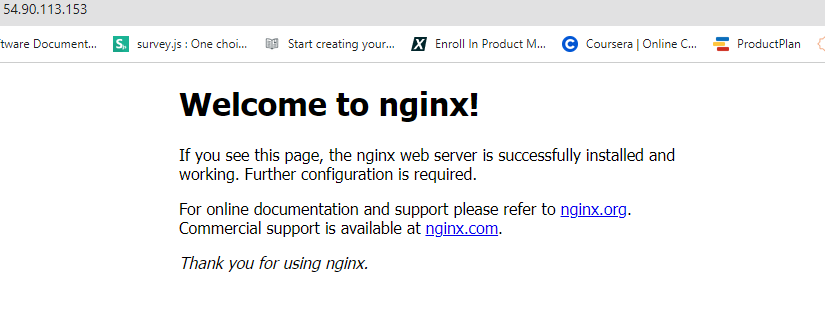 54.90.113.153
ftware Document... survey.js : One choi... Start creating your... Enroll In Product M... Coursera | Online C... ProductPlan
Welcome to nginx!
If you see this page, the nginx web server is successfully installed and
working. Further configuration is required.
For online documentation and support please refer to nginx.org.
Commercial support is available at nginx.com.
Thank you for using nginx.